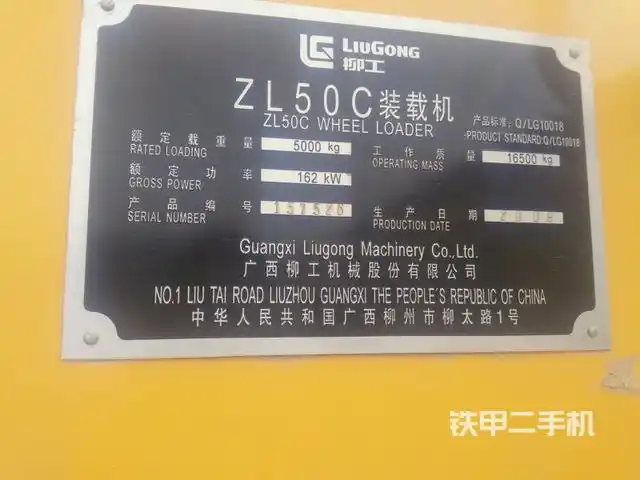 LG LIUGONG
柳工
ZL50C装载机
ZL50C WHEEL LOADER
产品标准: Q/LG10018
PRODUCT STANDARD:Q/LG10018
额定载重量 5000 kg
RATED LOADING
工作质量 16500 kg
OPERATING MASS
额定功率 162 kW
GROSS POWER
产品编号
SERIAL NUMBER
生产日期 2008
PRODUCTION DATE
Guangxi Liugong Machinery Co.,Ltd.
广西柳工机械股份有限公司
NO.1 LIU TAI ROAD LIUZHOU GUANGXI THE PEOPLE'S REPUBLIC OF CHINA
中华人民共和国广西柳州市柳太路1号
铁甲二手机